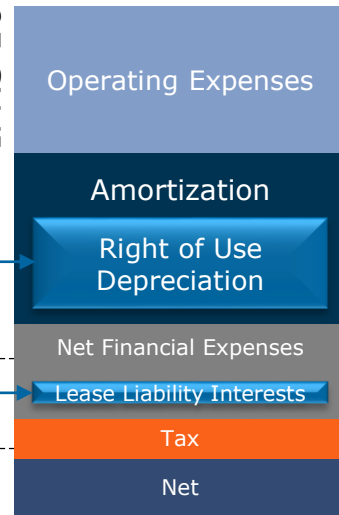 Operating Expenses
Amortization
Right of Use
Depreciation
Net Financial Expenses
Lease Liability Interests
Tax
Net